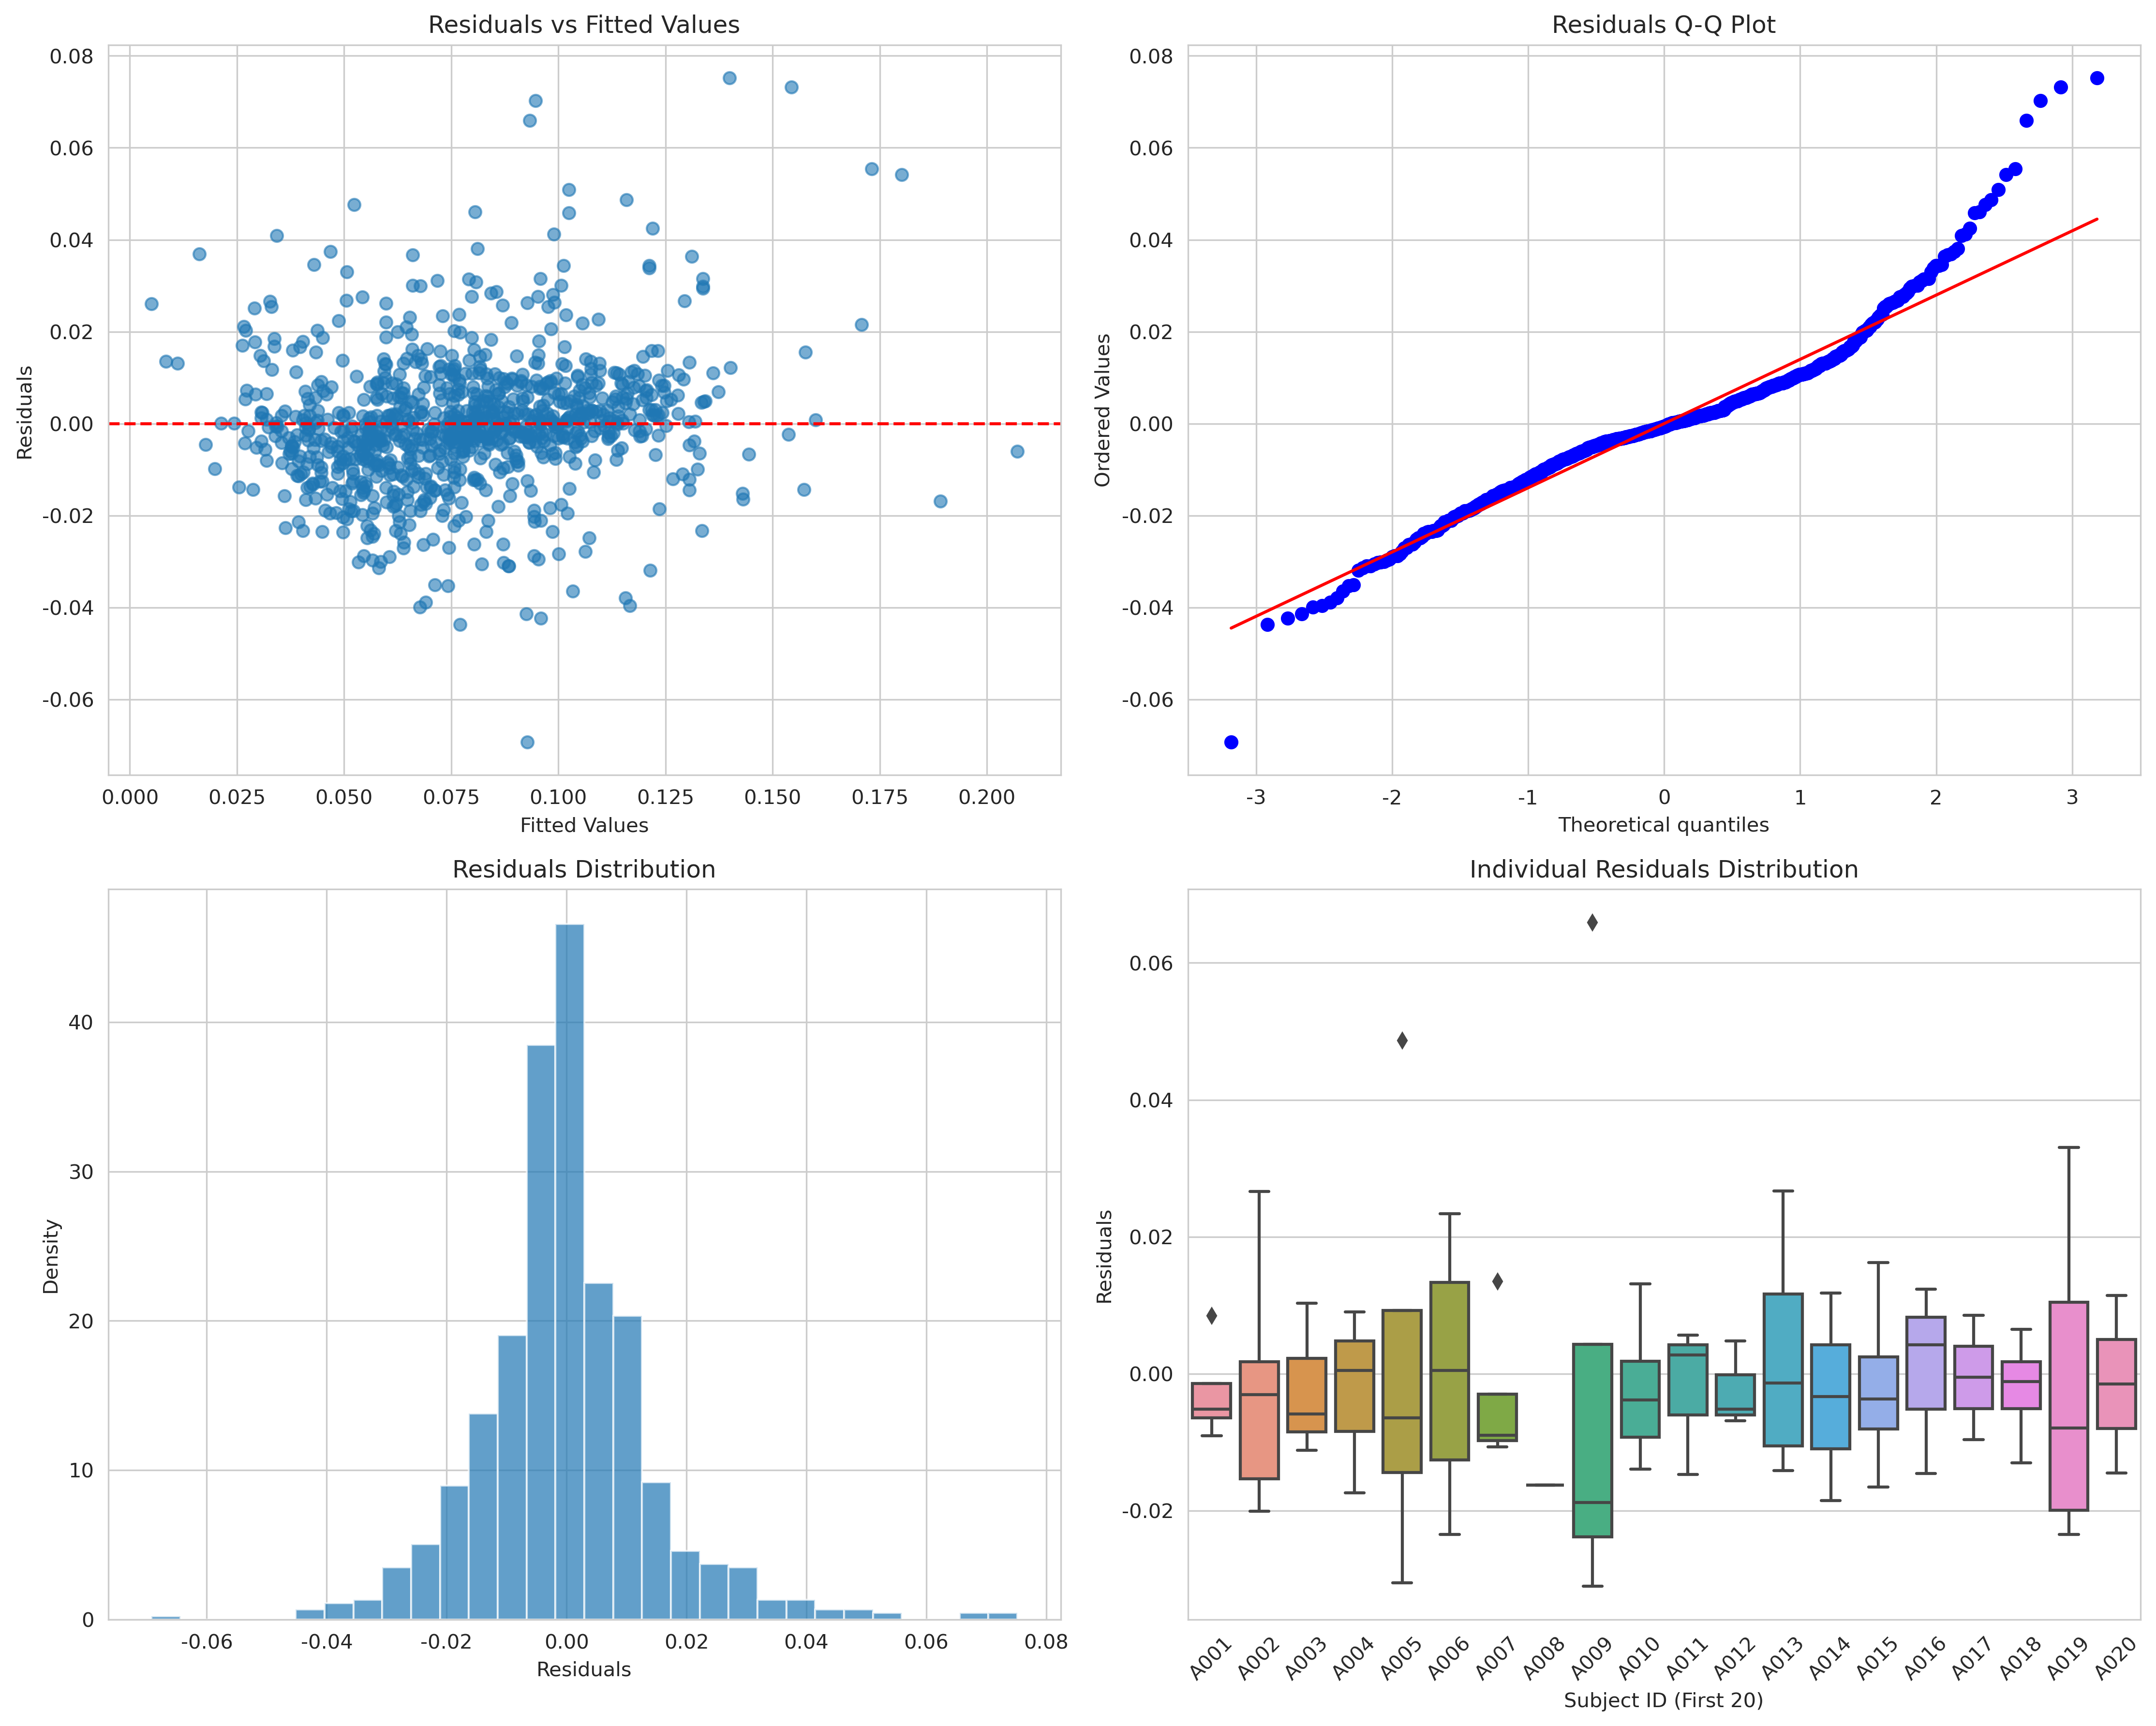 Residuals vs Fitted Values
0.08
0.06
0.04
0.02
0.00
-0.02
-0.04
-0.06
Residuals
0.000 0.025 0.050 0.075 0.100 0.125 0.150 0.175 0.200
Fitted Values
Residuals Q-Q Plot
0.08
0.06
0.04
0.02
0.00
-0.02
-0.04
-0.06
Ordered Values
-3 -2 -1 0 1 2 3
Theoretical quantiles
Residuals Distribution
40
30
20
10
0
Density
-0.06 -0.04 -0.02 0.00 0.02 0.04 0.06 0.08
Residuals
Individual Residuals Distribution
0.06
0.04
0.02
0.00
-0.02
Residuals
A001 A002 A003 A004 A005 A006 A007 A008 A009 A010 A011 A012 A013 A014 A015 A016 A017 A018 A019 A020
Subject ID (First 20)